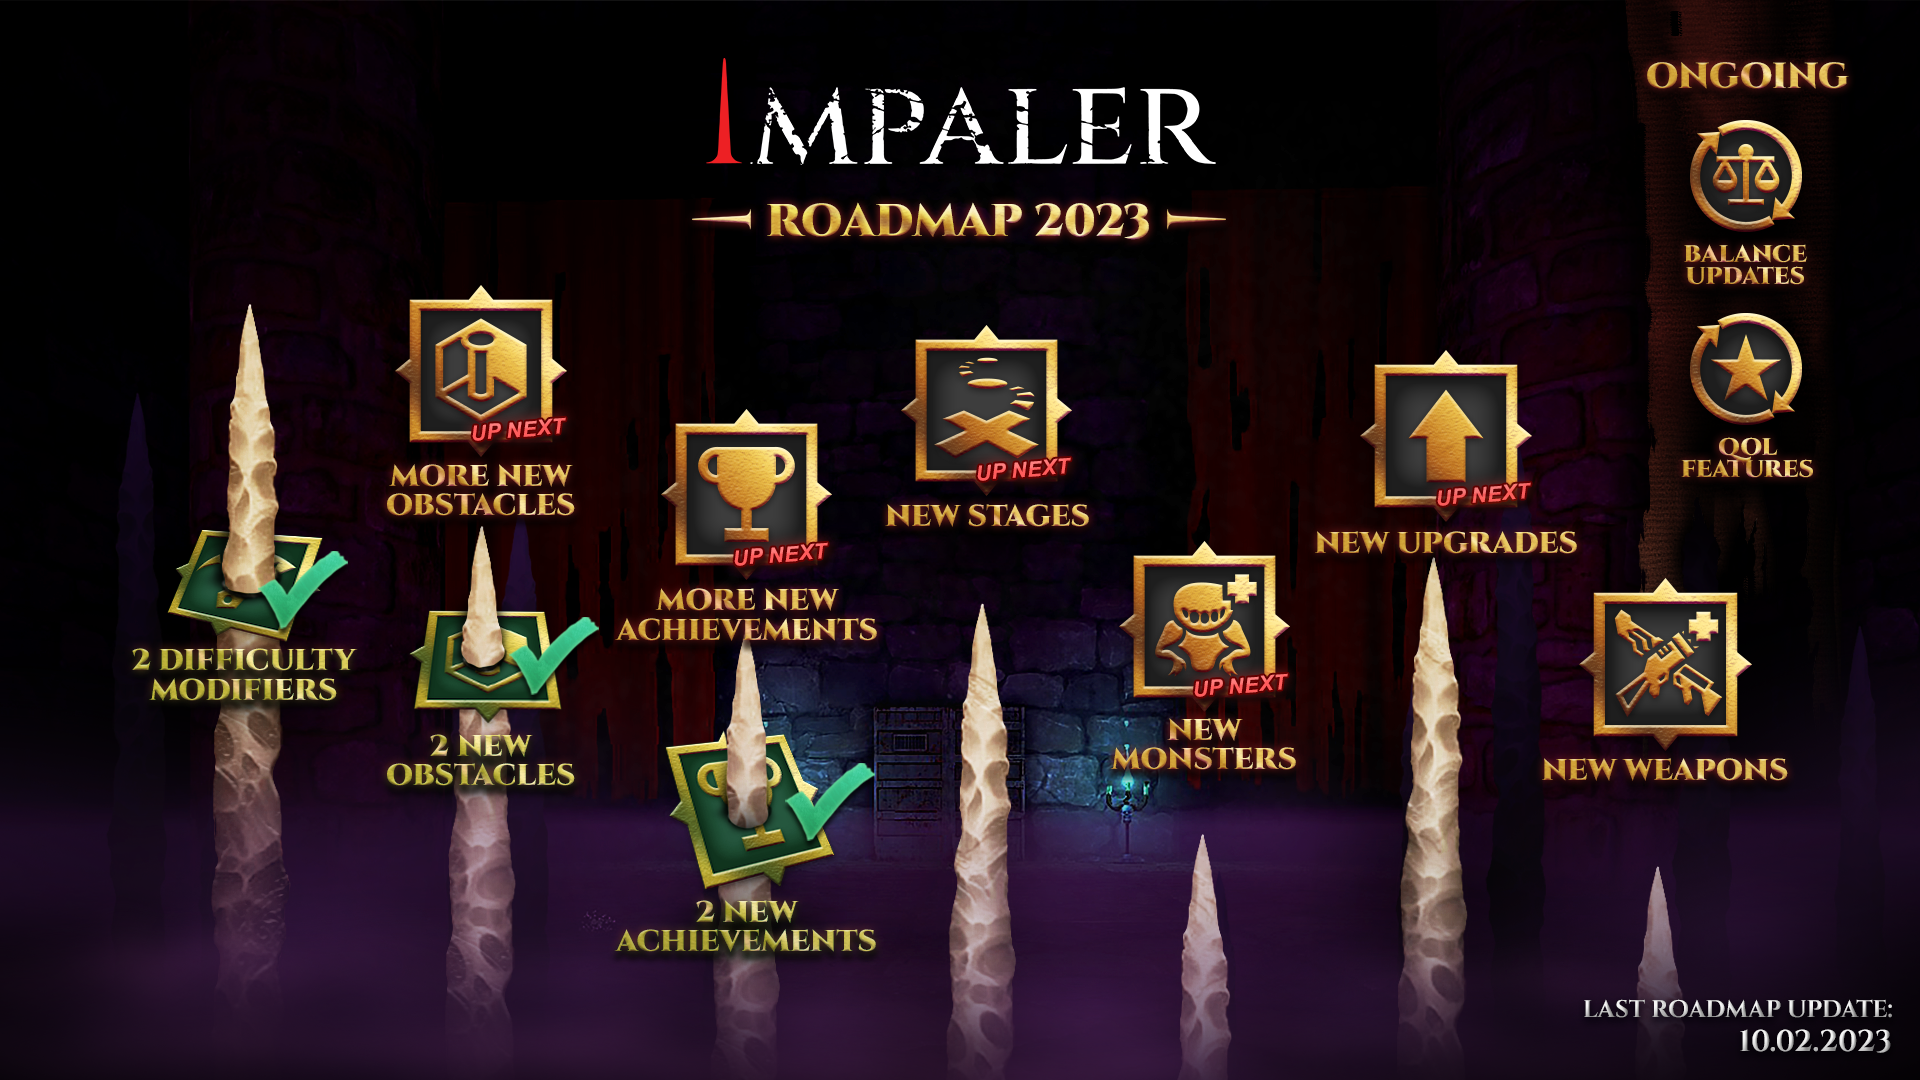 IMPALER
ROADMAP 2023
ONGOING
BALANCE
UPDATES
QOL
FEATURES
UP NEXT
MORE NEW
OBSTACLES
UP NEXT
MORE NEW
ACHIEVEMENTS
UP NEXT
NEW STAGES
UP NEXT
NEW UPGRADES
UP NEXT
NEW
MONSTERS
NEW WEAPONS
2 DIFFICULTY
MODIFIERS
2 NEW
OBSTACLES
2 NEW
ACHIEVEMENTS
LAST ROADMAP UPDATE:
10.02.2023